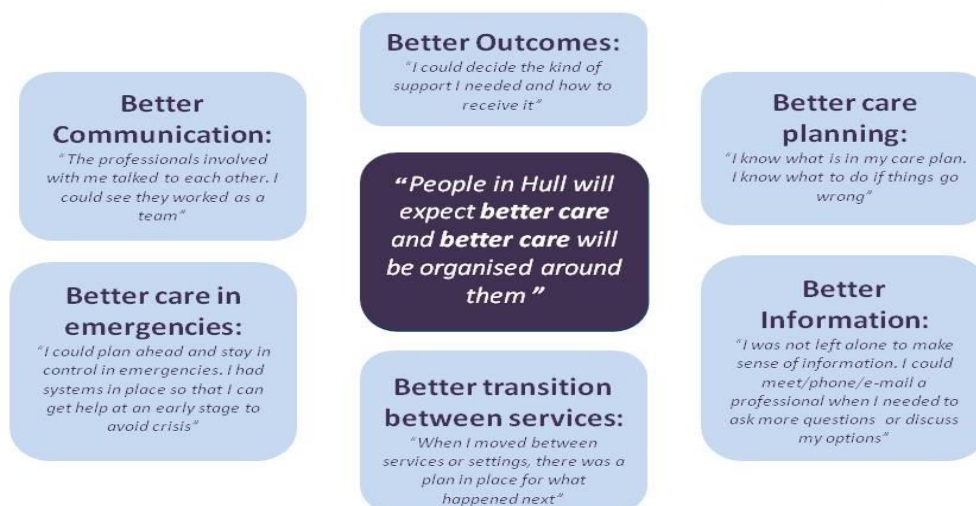 Better Outcomes:
"I could decide the kind of
support I needed and how to
receive it"
Better
Communication:
"The professionals involved
with me talked to each other. I
could see they worked as a
team"
Better care
planning:
"I know what is in my care plan.
I know what to do if things go
wrong"
"People in Hull will
expect better care
and better care will
be organised around
them"
Better care in
emergencies:
"I could plan ahead and stay in
control in emergencies. I had
systems in place so that I can
get help at an early stage to
avoid crisis"
Better
Information:
"I was not left alone to make
sense of information. I could
meet/phone/e-mail a
professional when I needed to
ask more questions or discuss
my options"
Better transition
between services:
"When I moved between
services or settings, there was a
plan in place for what
happened next"